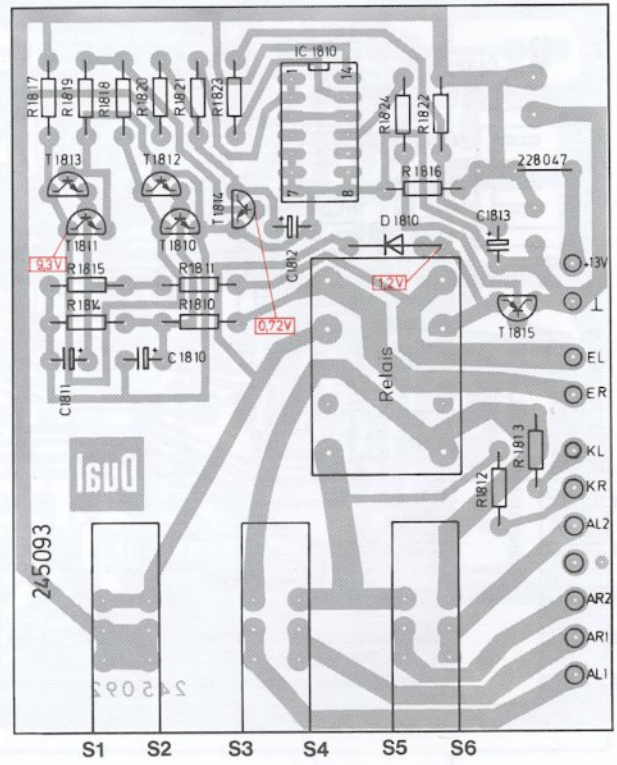 IC 1810
1 14
R1817 R1819 R1818 R1820 R1821 R1823 R1824 R1822
T1813 T1812 R1816 228047
7 8
T1814 D1810 C1813
T1811 T1810 C1812
9,3V +13V
R1815 R1811 1,2V
R1814 R1810 0,72V T1815 ⊥
C1811 C1810 Relais EL
ER
R1813 KL
Dual R1812 KR
AL2
245093
AR2
AR1
245092 AL1
S1 S2 S3 S4 S5 S6